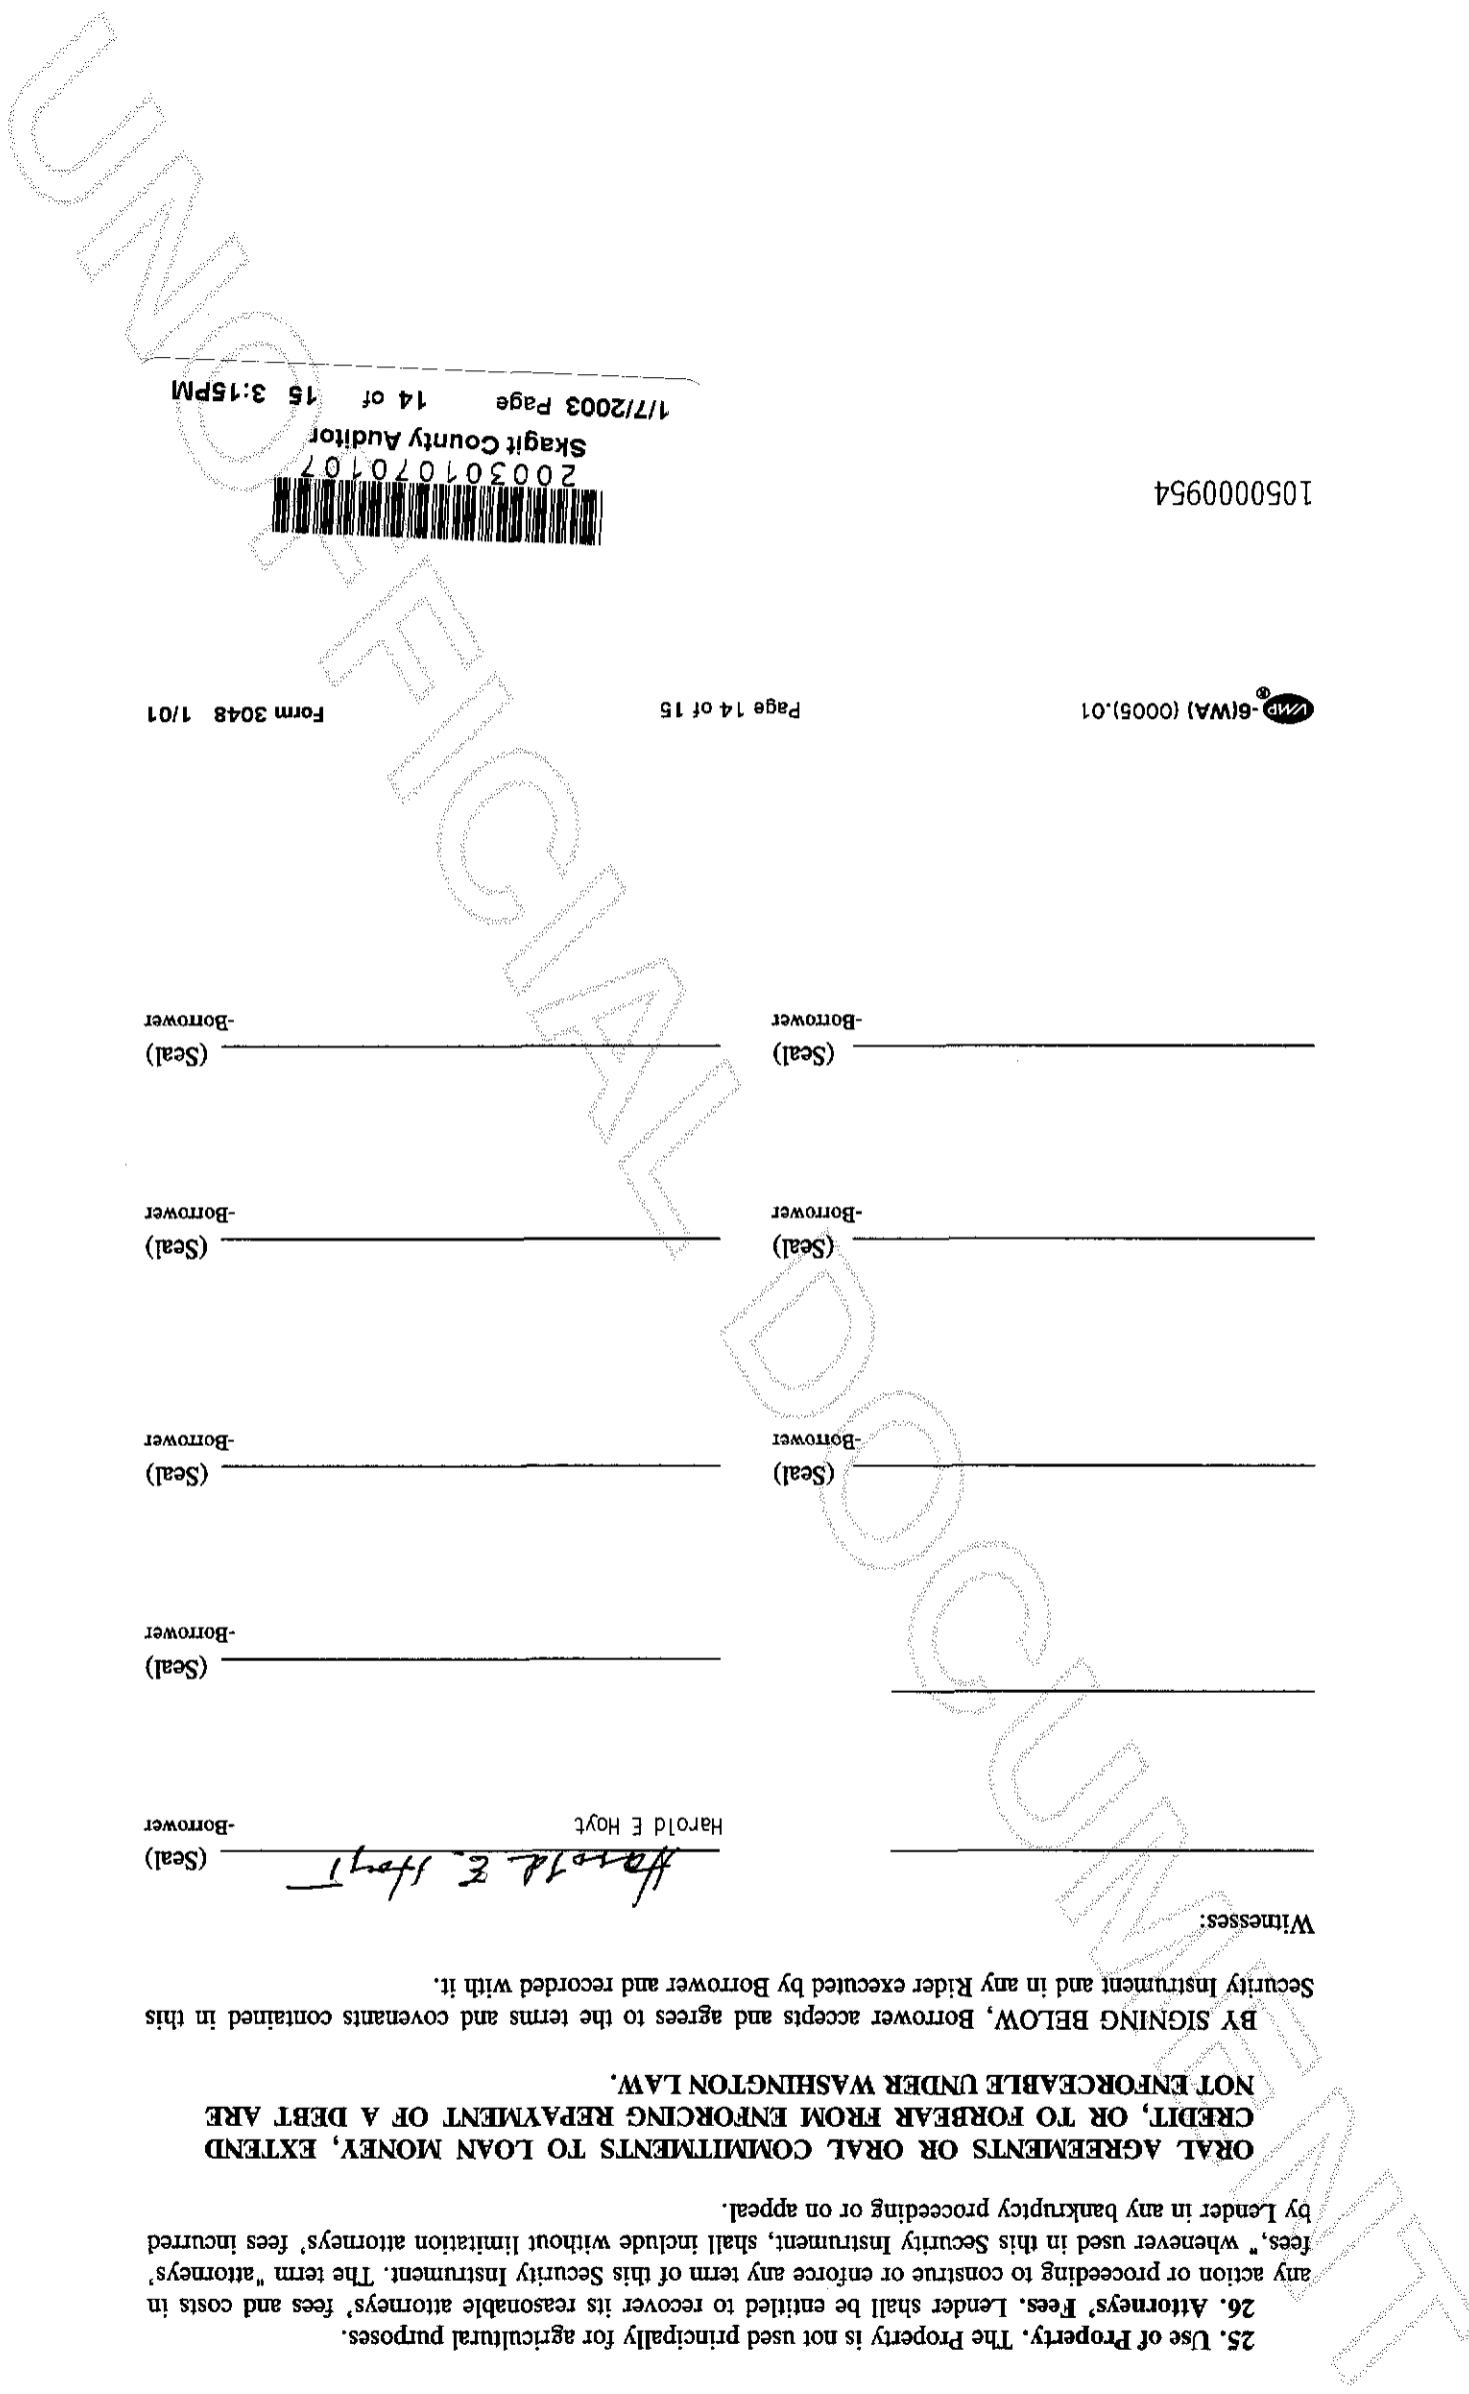 25. Use of Property. The Property is not used principally for agricultural purposes.
26. Attorneys' Fees. Lender shall be entitled to recover its reasonable attorneys' fees and costs in
any action or proceeding to construe or enforce any term of this Security Instrument. The term "attorneys'
fees," whenever used in this Security Instrument, shall include without limitation attorneys' fees incurred
by Lender in any bankruptcy proceeding or on appeal.
ORAL AGREEMENTS OR ORAL COMMITMENTS TO LOAN MONEY, EXTEND
CREDIT, OR TO FORBEAR FROM ENFORCING REPAYMENT OF A DEBT ARE
NOT ENFORCEABLE UNDER WASHINGTON LAW.
BY SIGNING BELOW, Borrower accepts and agrees to the terms and covenants contained in this
Security Instrument and in any Rider executed by Borrower and recorded with it.
Witnesses:
Harold E. Hoyt (Seal)
Harold E Hoyt -Borrower
(Seal)
-Borrower
(Seal) (Seal)
-Borrower -Borrower
(Seal) (Seal)
-Borrower -Borrower
(Seal) (Seal)
-Borrower -Borrower
VMP®-6(WA) (0005).01 Page 14 of 15 Form 3048 1/01
105000954
200301070107
Skagit County Auditor
1/7/2003 Page 14 of 15 3:15PM
UNOFFICIAL DOCUMENT